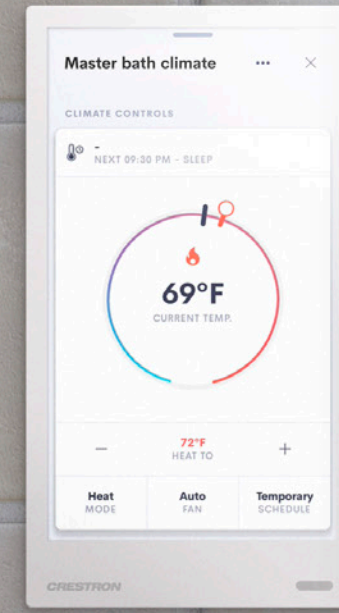 Master bath climate
CLIMATE CONTROLS
-
NEXT 09:30 PM - SLEEP
69°F
CURRENT TEMP.
− 72°F +
HEAT TO
Heat Auto Temporary
MODE FAN SCHEDULE
CRESTRON